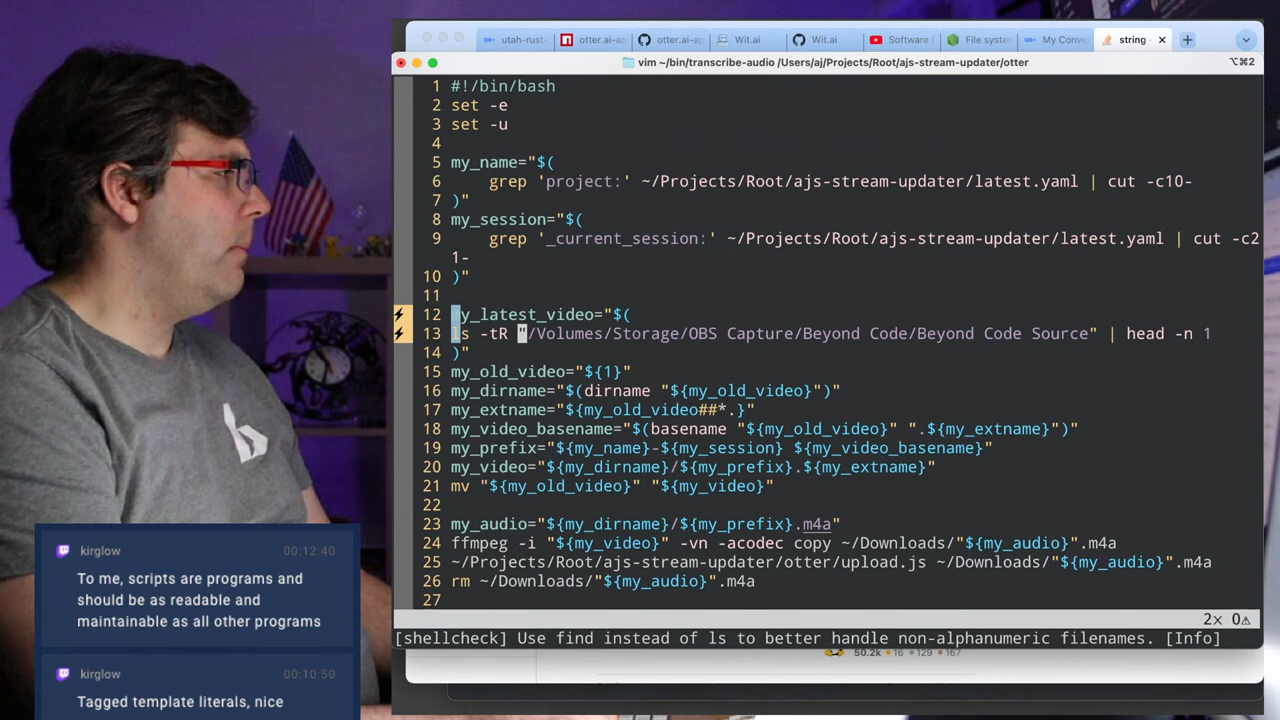 utah-rust-
otter.ai-ap
otter.ai-ap
Wit.ai
Wit.ai
Software C
File system
My Conver
string -
vim ~/bin/transcribe-audio /Users/aj/Projects/Root/ajs-stream-updater/otter
⌥⌘2
1 #!/bin/bash
2 set -e
3 set -u
4
5 my_name="$(
6     grep 'project:' ~/Projects/Root/ajs-stream-updater/latest.yaml | cut -c10-
7 )"
8 my_session="$(
9     grep '_current_session:' ~/Projects/Root/ajs-stream-updater/latest.yaml | cut -c2
1-
10 )"
11
12 my_latest_video="$(
13 ls -tR "/Volumes/Storage/OBS Capture/Beyond Code/Beyond Code Source" | head -n 1
14 )"
15 my_old_video="${1}"
16 my_dirname="$(dirname "${my_old_video}")"
17 my_extname="${my_old_video##*.}"
18 my_video_basename="$(basename "${my_old_video}" ".${my_extname}")"
19 my_prefix="${my_name}-${my_session} ${my_video_basename}"
20 my_video="${my_dirname}/${my_prefix}.${my_extname}"
21 mv "${my_old_video}" "${my_video}"
22
23 my_audio="${my_dirname}/${my_prefix}.m4a"
24 ffmpeg -i "${my_video}" -vn -acodec copy ~/Downloads/"${my_audio}".m4a
25 ~/Projects/Root/ajs-stream-updater/otter/upload.js ~/Downloads/"${my_audio}".m4a
26 rm ~/Downloads/"${my_audio}".m4a
27
2× 0⚠
[shellcheck] Use find instead of ls to better handle non-alphanumeric filenames. [Info]
50.2k 16 129 167
kirglow 00:12:40
To me, scripts are programs and
should be as readable and
maintainable as all other programs
kirglow 00:10:50
Tagged template literals, nice